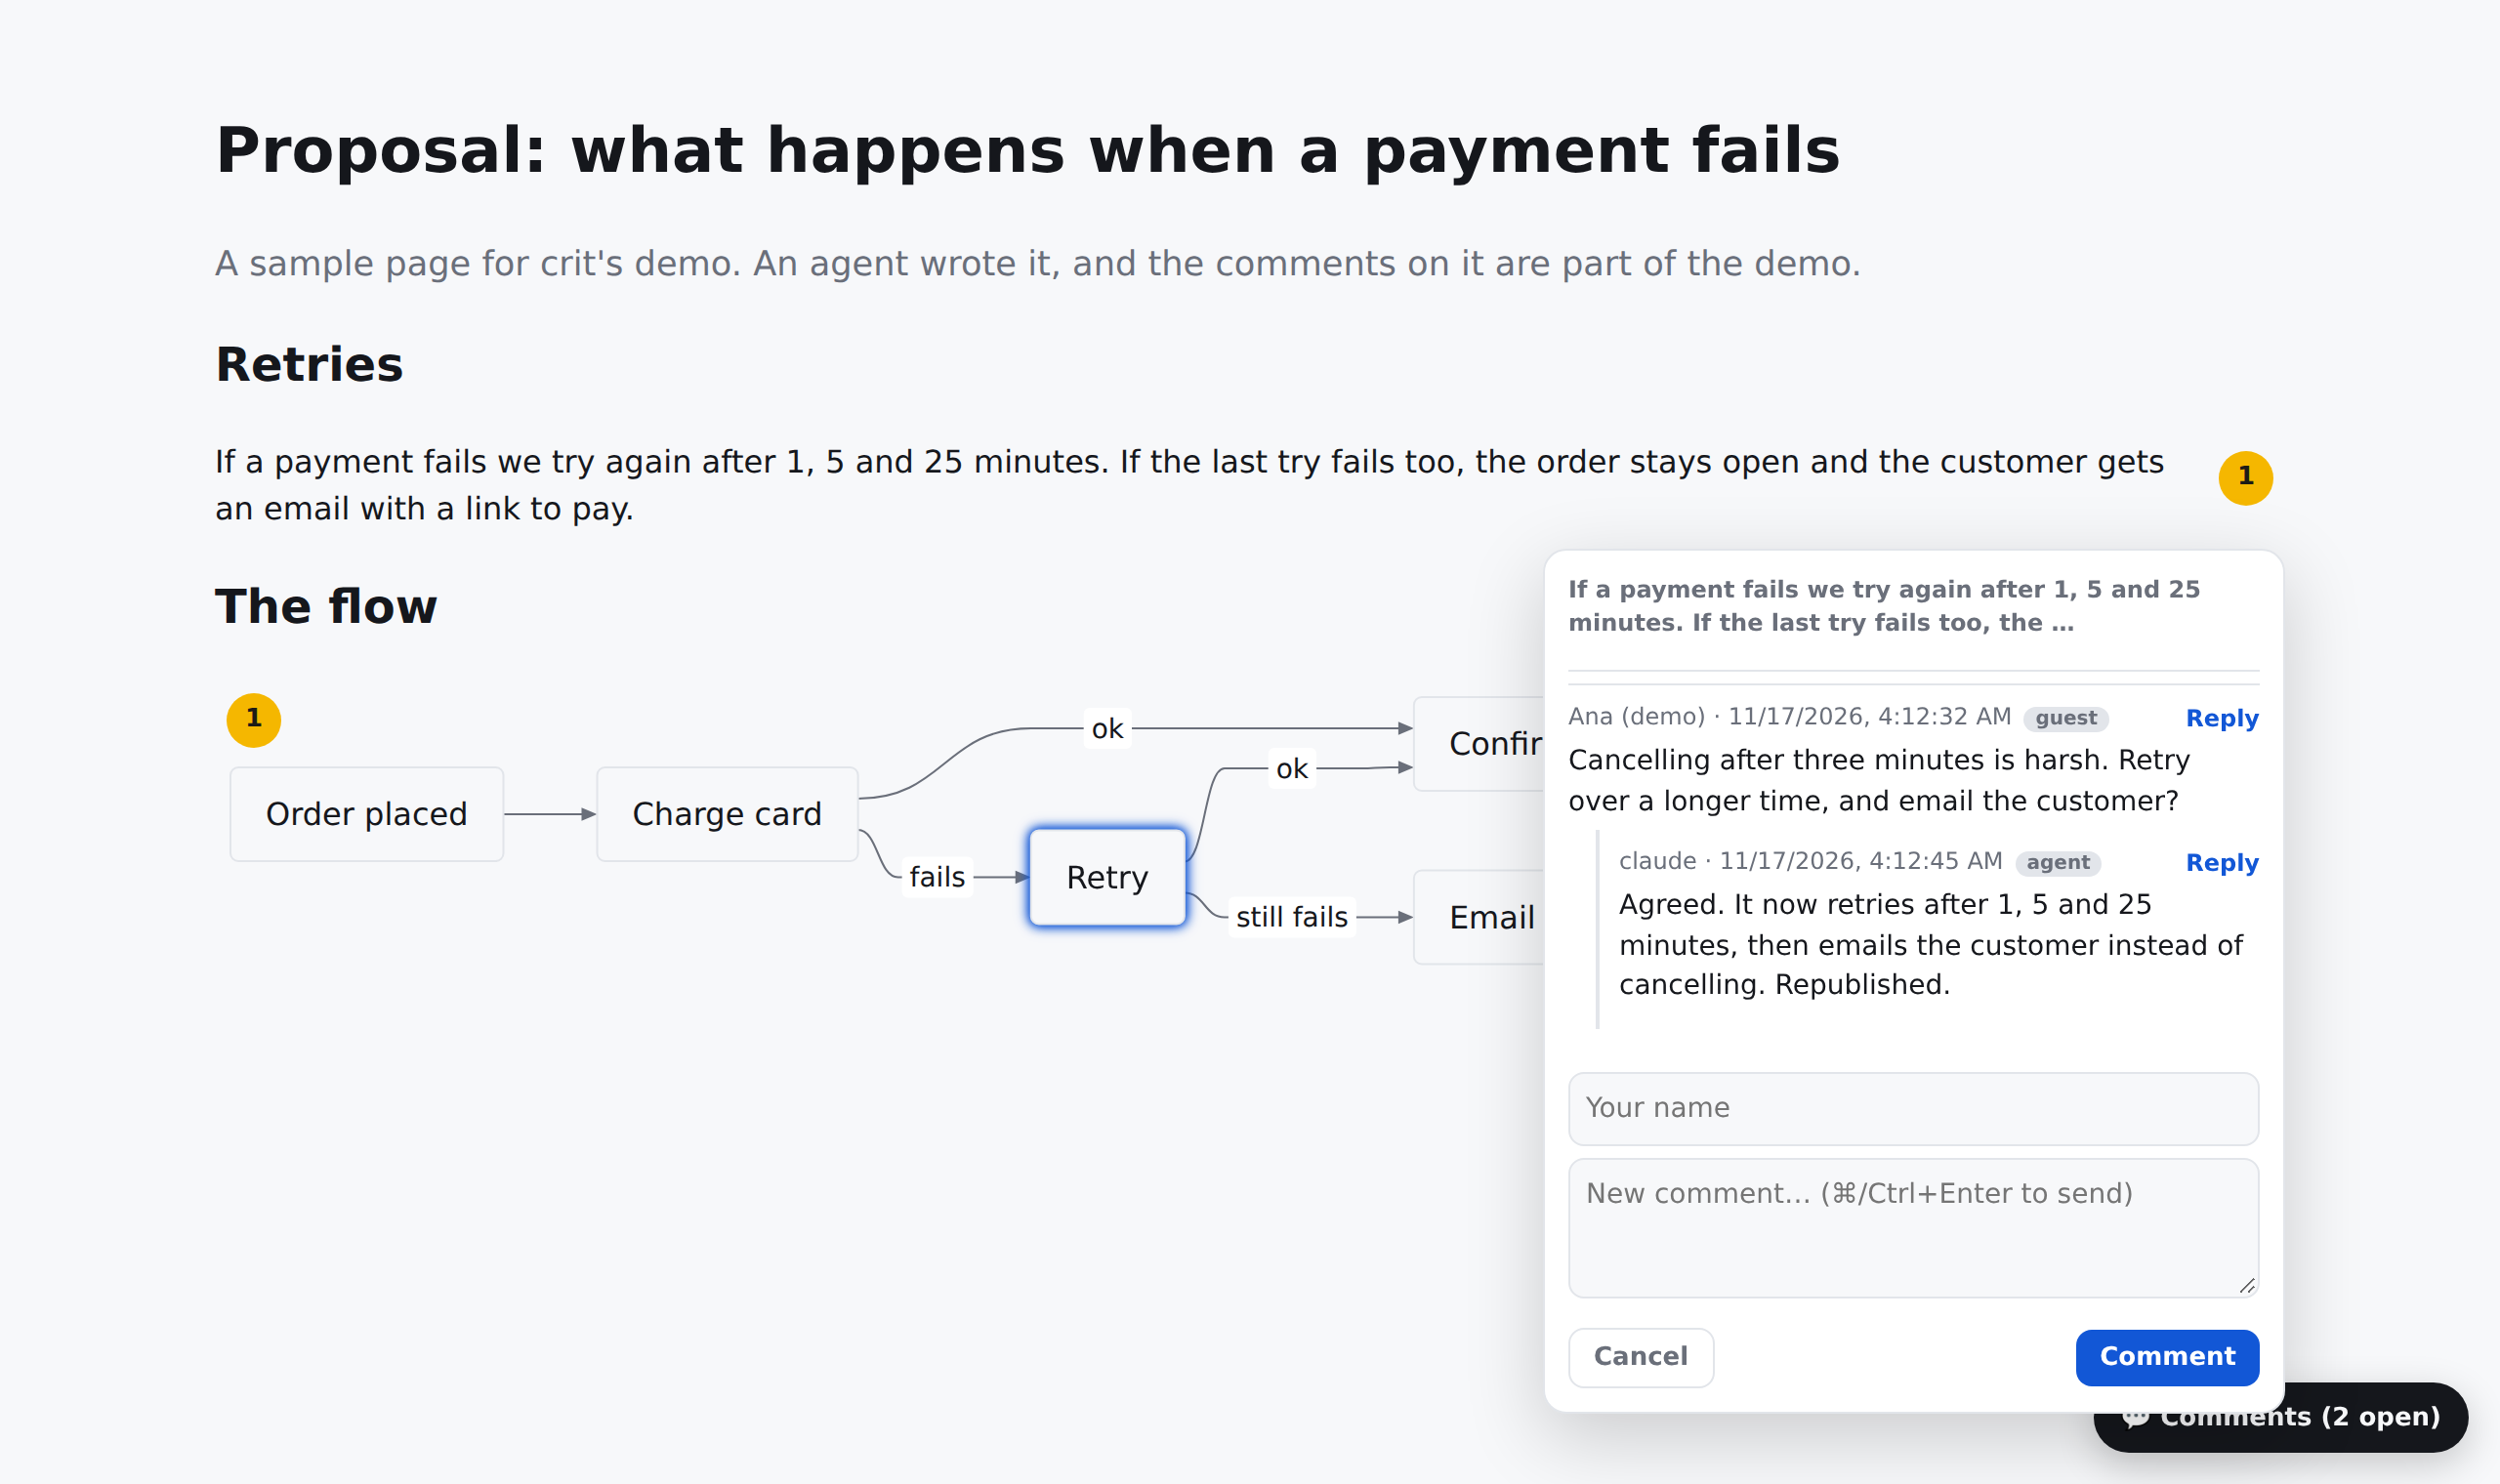 Proposal: what happens when a payment fails
A sample page for crit's demo. An agent wrote it, and the comments on it are part of the demo.
Retries
If a payment fails we try again after 1, 5 and 25 minutes. If the last try fails too, the order stays open and the customer gets
an email with a link to pay.
1
The flow
1
Order placed
Charge card
ok
fails
Retry
ok
still fails
Confir
Email
If a payment fails we try again after 1, 5 and 25
minutes. If the last try fails too, the …
Ana (demo) · 11/17/2026, 4:12:32 AM guest Reply
Cancelling after three minutes is harsh. Retry
over a longer time, and email the customer?
claude · 11/17/2026, 4:12:45 AM agent Reply
Agreed. It now retries after 1, 5 and 25
minutes, then emails the customer instead of
cancelling. Republished.
Your name
New comment… (⌘/Ctrl+Enter to send)
Cancel
Comment
Comments (2 open)